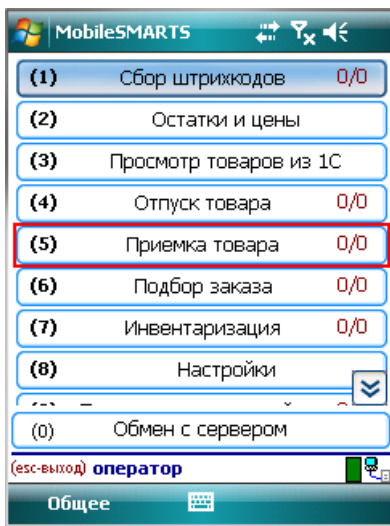 MobileSMARTS
(1) Сбор штрихкодов 0/0
(2) Остатки и цены
(3) Просмотр товаров из 1С
(4) Отпуск товара 0/0
(5) Приемка товара 0/0
(6) Подбор заказа 0/0
(7) Инвентаризация 0/0
(8) Настройки
(0) Обмен с сервером
(esc-выход) оператор
Общее